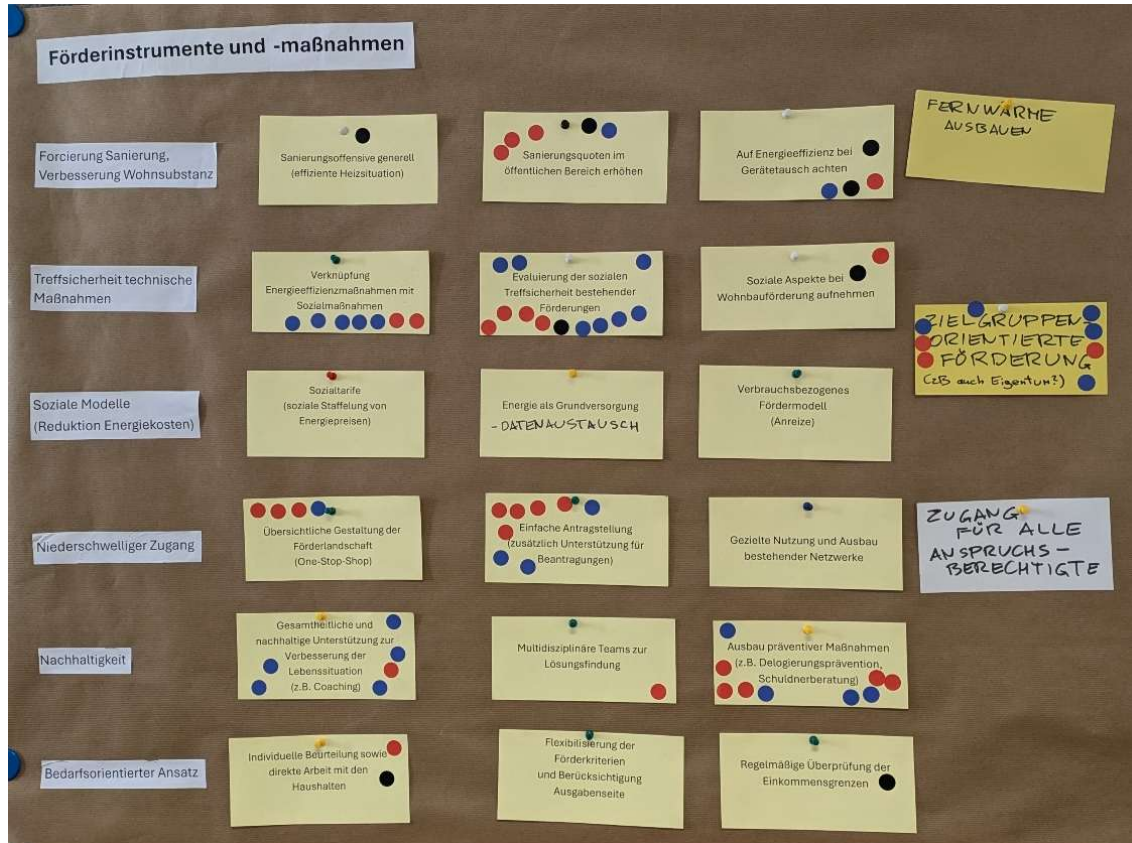 Förderinstrumente und -maßnahmen
Forcierung Sanierung,
Verbesserung Wohnsubstanz
Sanierungsoffensive generell
(effiziente Heizsituation)
Sanierungsquoten im
öffentlichen Bereich erhöhen
Auf Energieeffizienz bei
Gerätetausch achten
FERNWÄRME
AUSBAUEN
Treffsicherheit technische
Maßnahmen
Verknüpfung
Energieeffizienzmaßnahmen mit
Sozialmaßnahmen
Evaluierung der sozialen
Treffsicherheit bestehender
Förderungen
Soziale Aspekte bei
Wohnbauförderung aufnehmen
ZIELGRUPPEN-
ORIENTIERTE
FÖRDERUNG
(zB auch Eigentum?)
Soziale Modelle
(Reduktion Energiekosten)
Sozialtarife
(soziale Staffelung von
Energiepreisen)
Energie als Grundversorgung
- DATENAUSTAUSCH
Verbrauchsbezogenes
Fördermodell
(Anreize)
Niederschwelliger Zugang
Übersichtliche Gestaltung der
Förderlandschaft
(One-Stop-Shop)
Einfache Antragstellung
(zusätzlich Unterstützung für
Beantragungen)
Gezielte Nutzung und Ausbau
bestehender Netzwerke
ZUGANG
FÜR ALLE
ANSPRUCHS-
BERECHTIGTE
Nachhaltigkeit
Gesamtheitliche und
nachhaltige Unterstützung zur
Verbesserung der
Lebenssituation
(z.B. Coaching)
Multidisziplinäre Teams zur
Lösungsfindung
Ausbau präventiver Maßnahmen
(z.B. Delogierungsprävention,
Schuldnerberatung)
Bedarfsorientierter Ansatz
Individuelle Beurteilung sowie
direkte Arbeit mit den
Haushalten
Flexibilisierung der
Förderkriterien
und Berücksichtigung
Ausgabenseite
Regelmäßige Überprüfung der
Einkommensgrenzen